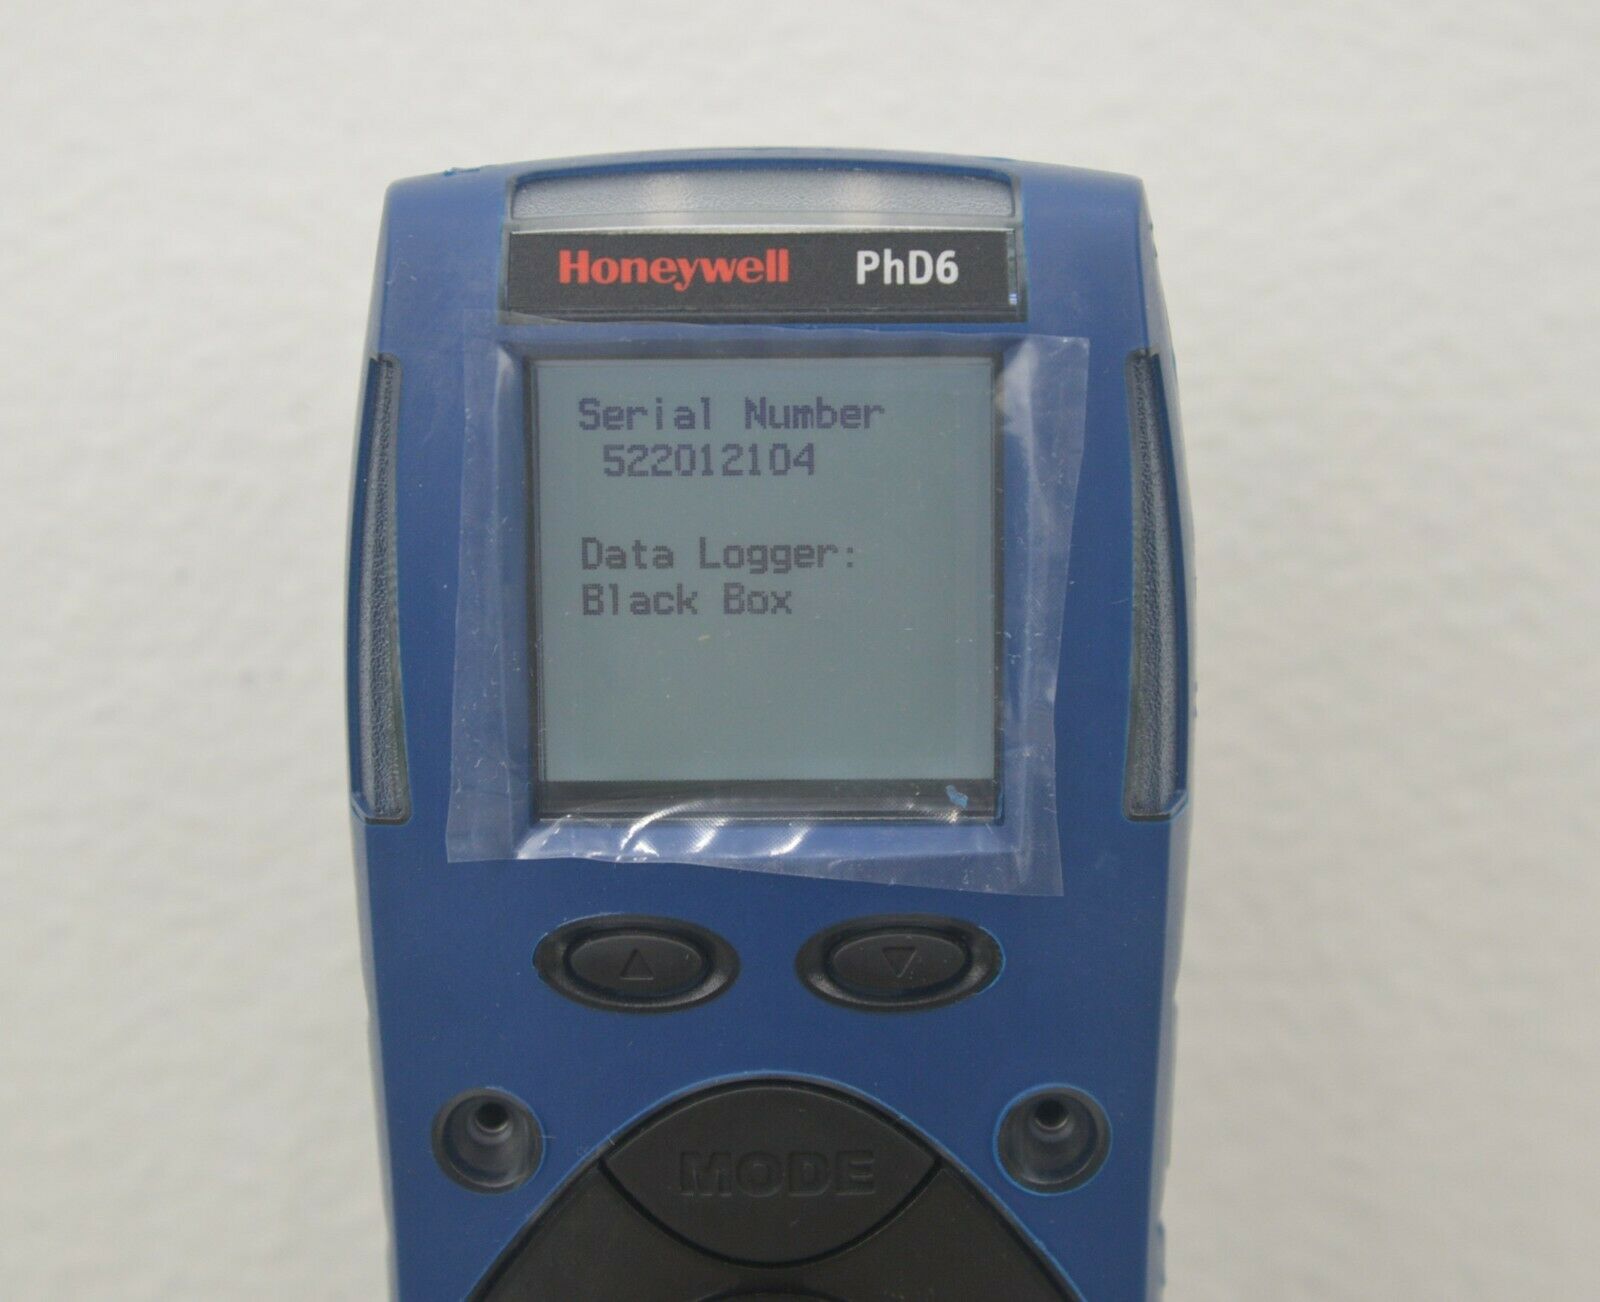 Honeywell PhD6
Serial Number
522012104
Data Logger:
Black Box
MODE